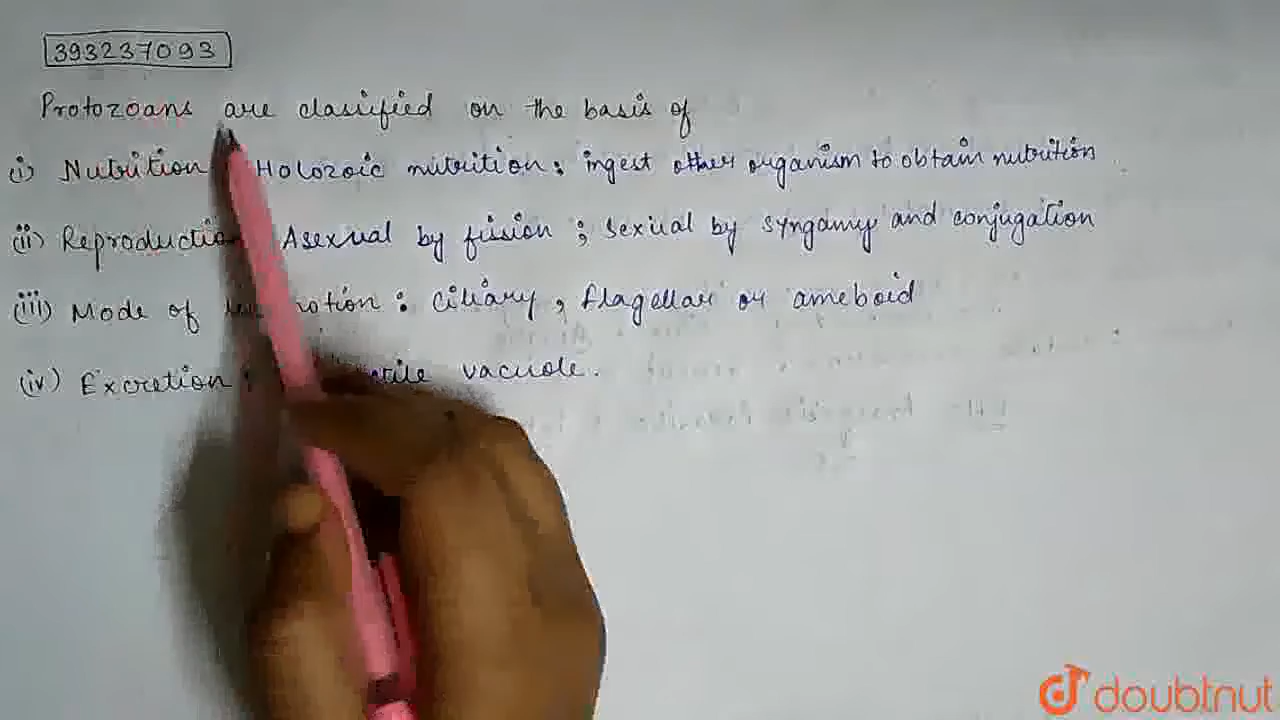 393237093
Protozoans are classified on the basis of
(i) Nutrition Holozoic nutrition : ingest other organism to obtain nutrition
(ii) Reproduction Asexual by fission ; sexual by syngamy and conjugation
(iii) Mode of : ciliary, flagellar or ameboid
(iv) Excretion : vacuole.
doubtnut